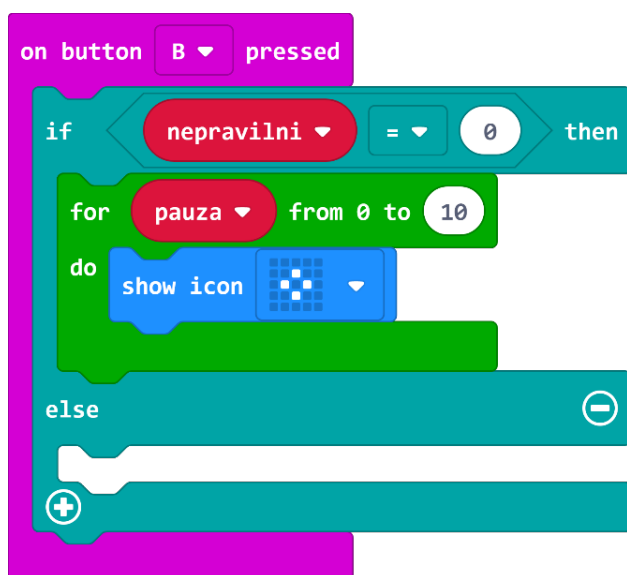 on button B pressed
if nepravilni = 0 then
for pauza from 0 to 10
do
show icon
else